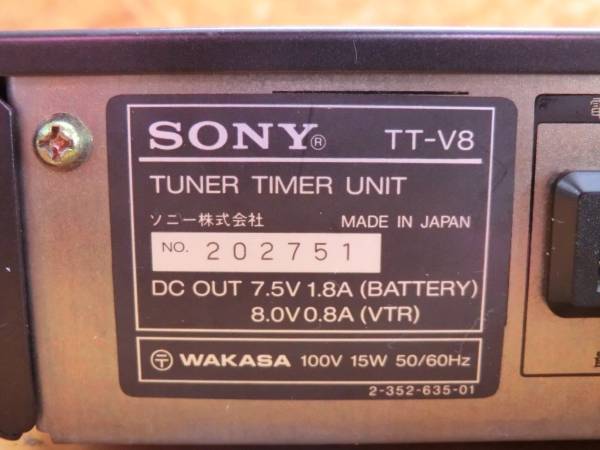 SONY® TT-V8
TUNER TIMER UNIT
ソニー株式会社 MADE IN JAPAN
NO. 202751
DC OUT 7.5V 1.8A (BATTERY)
8.0V 0.8A (VTR)
〒 WAKASA 100V 15W 50/60Hz
2-352-635-01